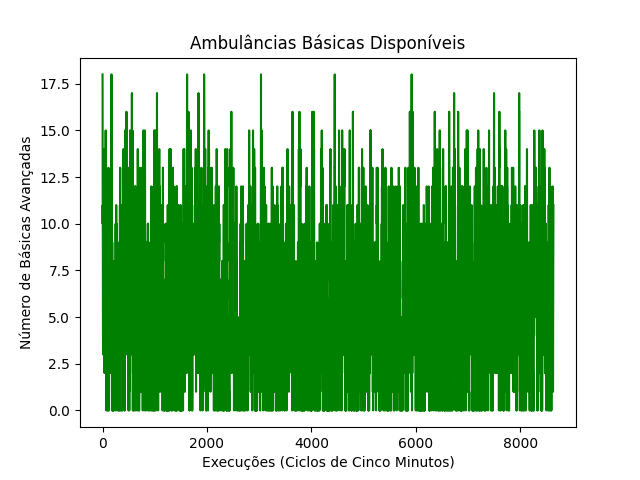 Ambulâncias Básicas Disponíveis
17.5
15.0
12.5
10.0
7.5
5.0
2.5
0.0
Número de Básicas Avançadas
0 2000 4000 6000 8000
Execuções (Ciclos de Cinco Minutos)